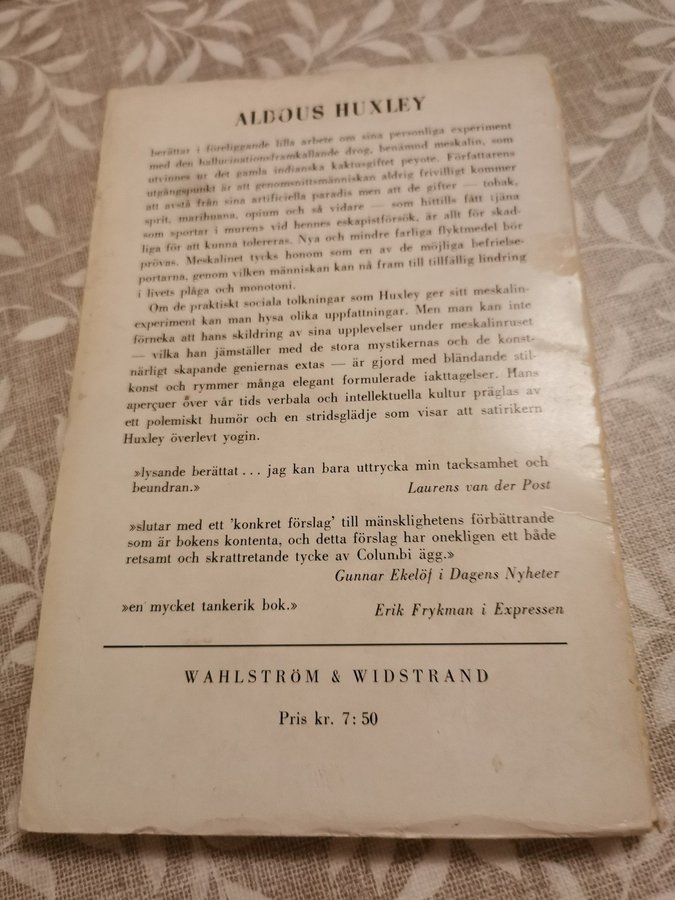 ALDOUS HUXLEY
berättar i föreliggande lilla arbete om sina personliga experiment
med den hallucinationsframkallande drog, benämnd meskalin, som
utvinnes ur det gamla indianska kaktusgiftet peyote. Författarens
utgångspunkt är att genomsnittsmänniskan aldrig frivilligt kommer
att avstå från sina artificiella paradis men att de gifter — tobak,
sprit, marihuana, opium och så vidare — som hittills fått tjäna
som sportar i murens vid hennes eskapistförsök, är allt för skad-
liga för att kunna tolereras. Nya och mindre farliga flyktmedel bör
prövas. Meskalinet tycks honom som en av de möjliga befrielse-
portarna, genom vilken människan kan nå fram till tillfällig lindring
i livets plåga och monotoni.
Om de praktiskt sociala tolkningar som Huxley ger sitt meskalin-
experiment kan man hysa olika uppfattningar. Men man kan inte
förneka att hans skildring av sina upplevelser under meskalinruset
— vilka han jämställer med de stora mystikernas och de konst-
närligt skapande geniernas extas — är gjord med bländande stil-
konst och rymmer många elegant formulerade iakttagelser. Hans
aperçuer över vår tids verbala och intellektuella kultur präglas av
ett polemiskt humör och en stridsglädje som visar att satirikern
Huxley överlevt yogin.
»lysande berättat ... jag kan bara uttrycka min tacksamhet och
beundran.» Laurens van der Post
»slutar med ett 'konkret förslag' till mänsklighetens förbättrande
som är bokens kontenta, och detta förslag har onekligen ett både
retsamt och skrattretande tycke av Columbi ägg.»
Gunnar Ekelöf i Dagens Nyheter
»en mycket tankerik bok.» Erik Frykman i Expressen
WAHLSTRÖM & WIDSTRAND
Pris kr. 7:50